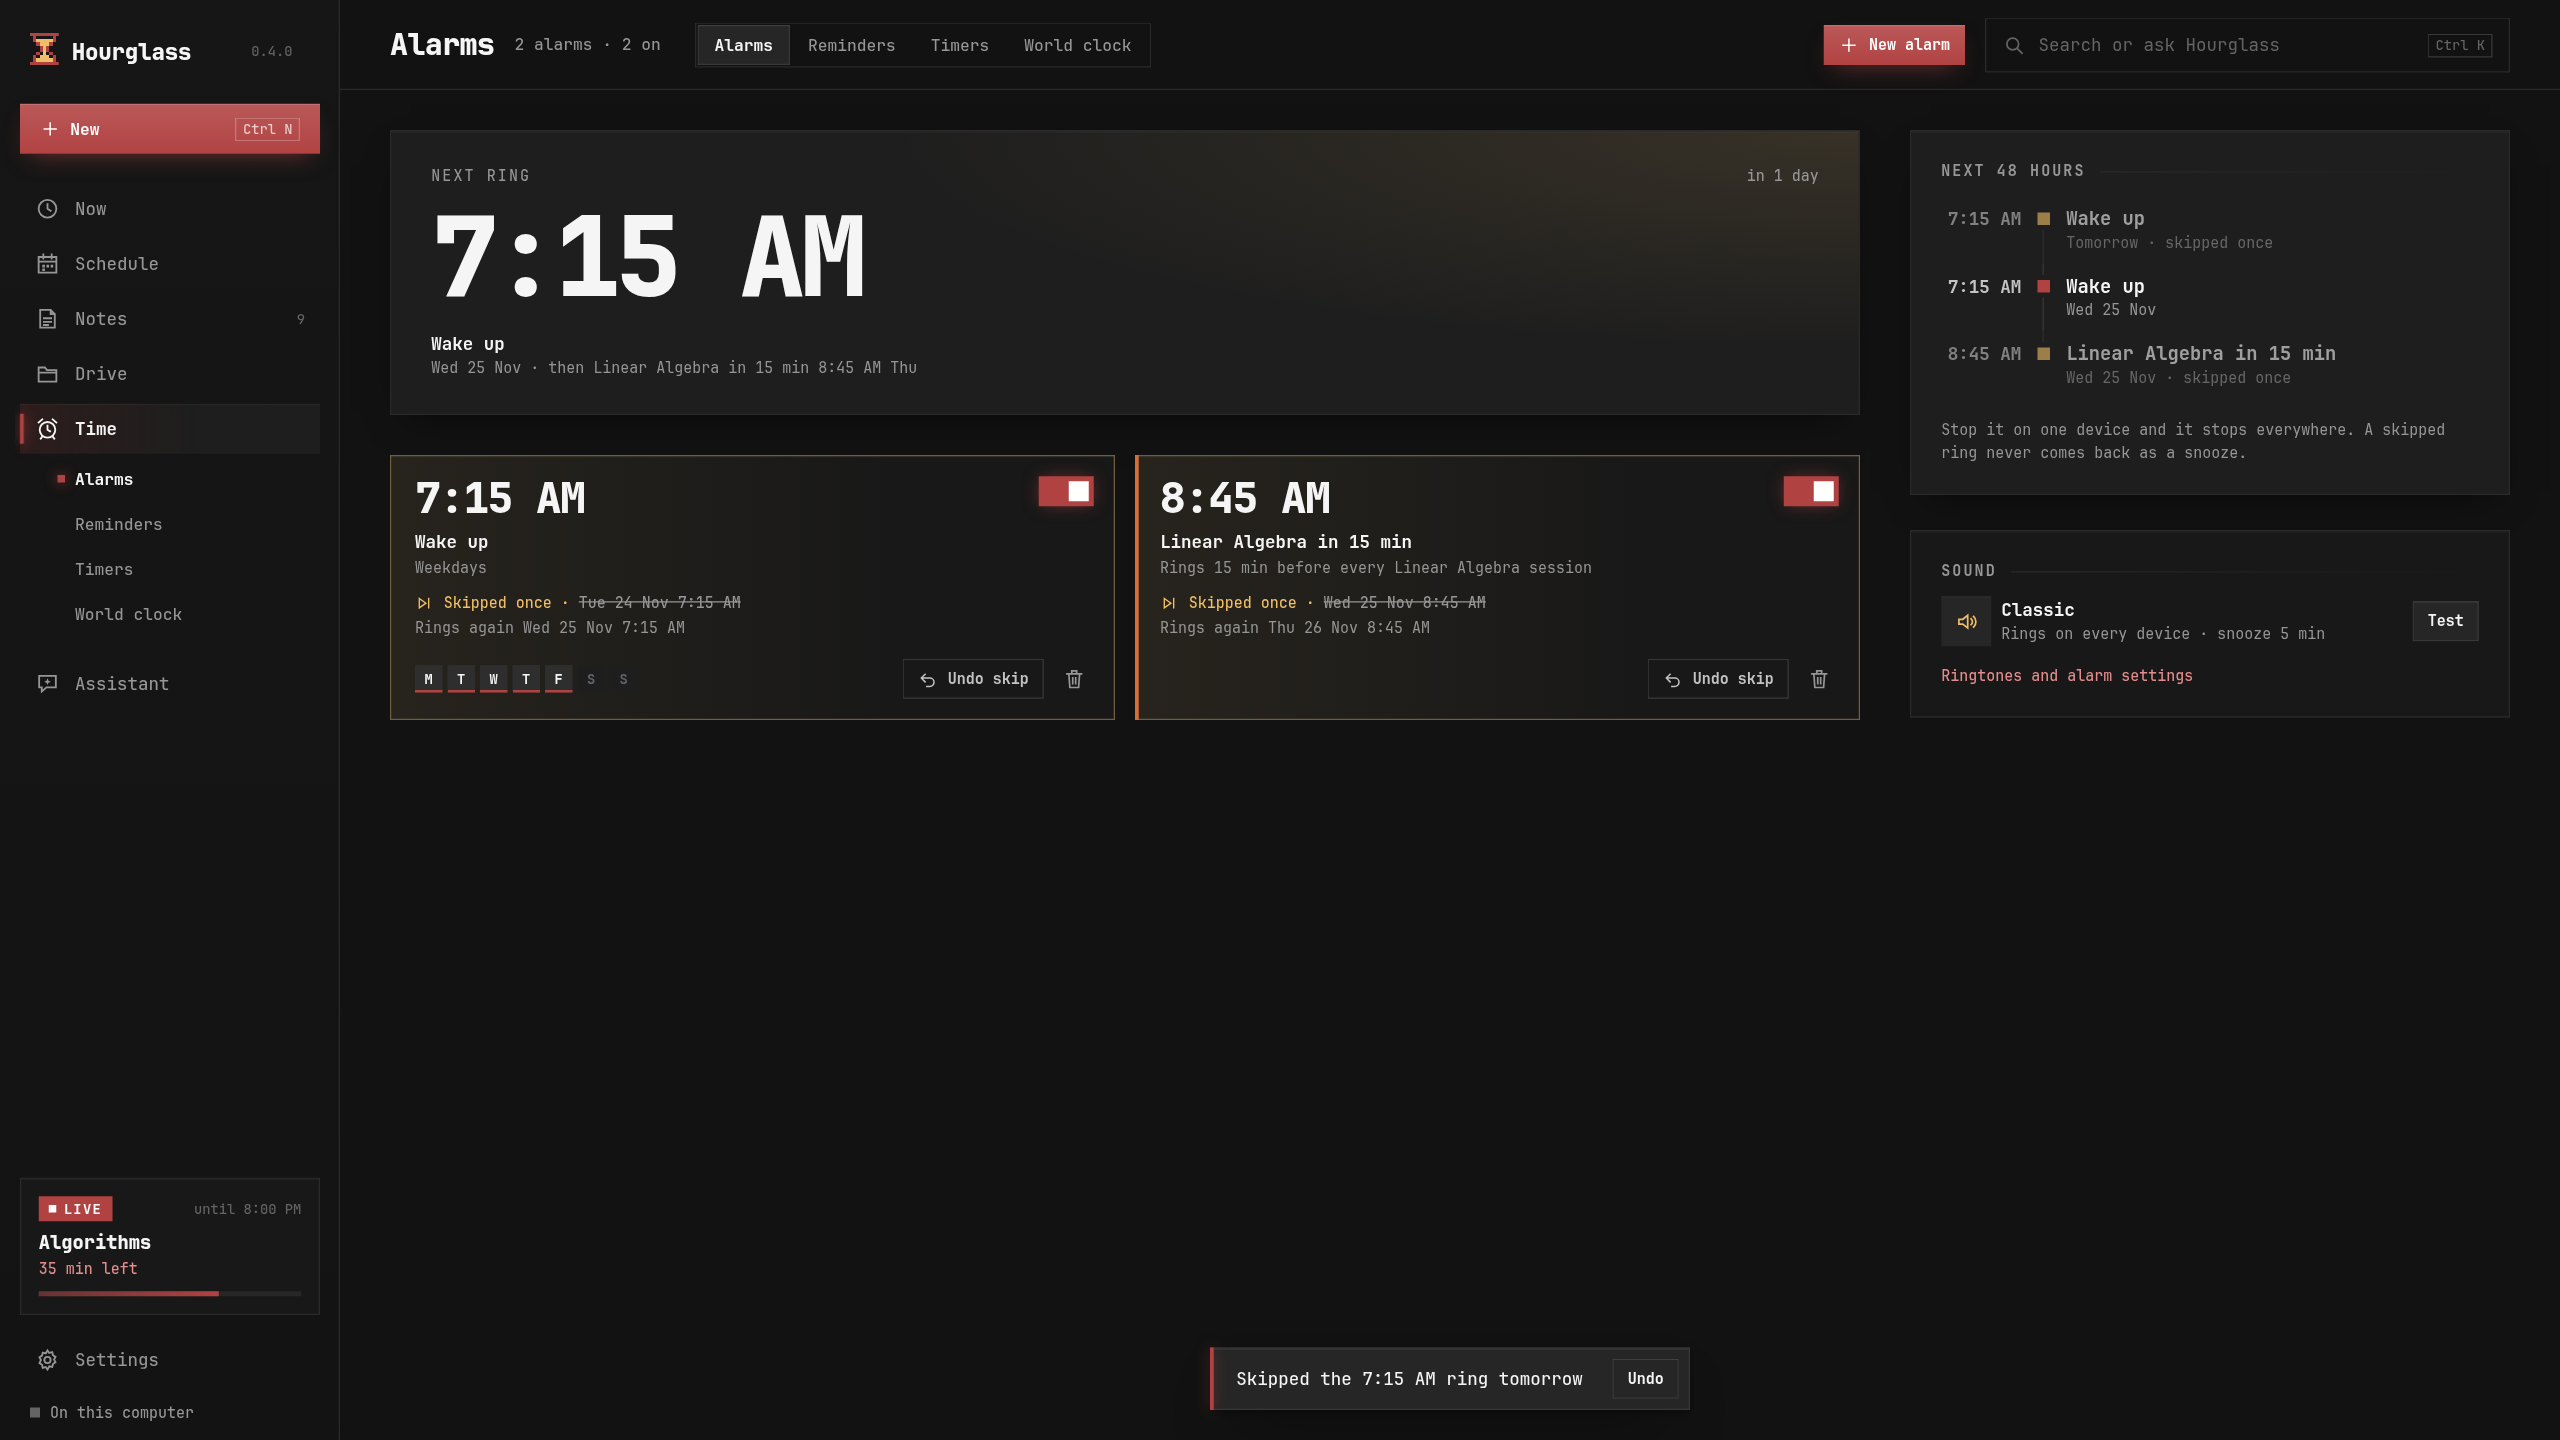 Hourglass 0.4.0
New Ctrl N
Now
Schedule
Notes 9
Drive
Time
Alarms
Reminders
Timers
World clock
Assistant
LIVE until 8:00 PM
Algorithms
35 min left
Settings
On this computer
Alarms 2 alarms · 2 on Alarms Reminders Timers World clock
New alarm Search or ask Hourglass Ctrl K
NEXT RING in 1 day
7:15 AM
Wake up
Wed 25 Nov · then Linear Algebra in 15 min 8:45 AM Thu
7:15 AM
Wake up
Weekdays
Skipped once · Tue 24 Nov 7:15 AM
Rings again Wed 25 Nov 7:15 AM
M T W T F S S Undo skip
8:45 AM
Linear Algebra in 15 min
Rings 15 min before every Linear Algebra session
Skipped once · Wed 25 Nov 8:45 AM
Rings again Thu 26 Nov 8:45 AM
Undo skip
NEXT 48 HOURS
7:15 AM Wake up
Tomorrow · skipped once
7:15 AM Wake up
Wed 25 Nov
8:45 AM Linear Algebra in 15 min
Wed 25 Nov · skipped once
Stop it on one device and it stops everywhere. A skipped
ring never comes back as a snooze.
SOUND
Classic
Rings on every device · snooze 5 min
Test
Ringtones and alarm settings
Skipped the 7:15 AM ring tomorrow Undo